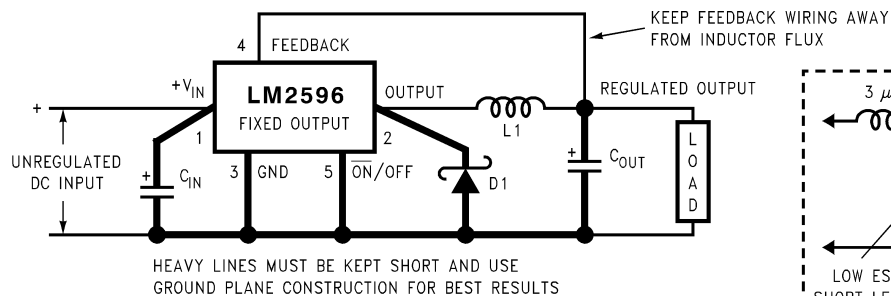 KEEP FEEDBACK WIRING AWAY
FROM INDUCTOR FLUX
4 FEEDBACK
+VIN
LM2596
FIXED OUTPUT
OUTPUT
REGULATED OUTPUT
3 μ
+
1
2
L1
UNREGULATED
DC INPUT
+
CIN
3 GND
5 ON/OFF
D1
+
COUT
LOAD
HEAVY LINES MUST BE KEPT SHORT AND USE
GROUND PLANE CONSTRUCTION FOR BEST RESULTS
LOW ES